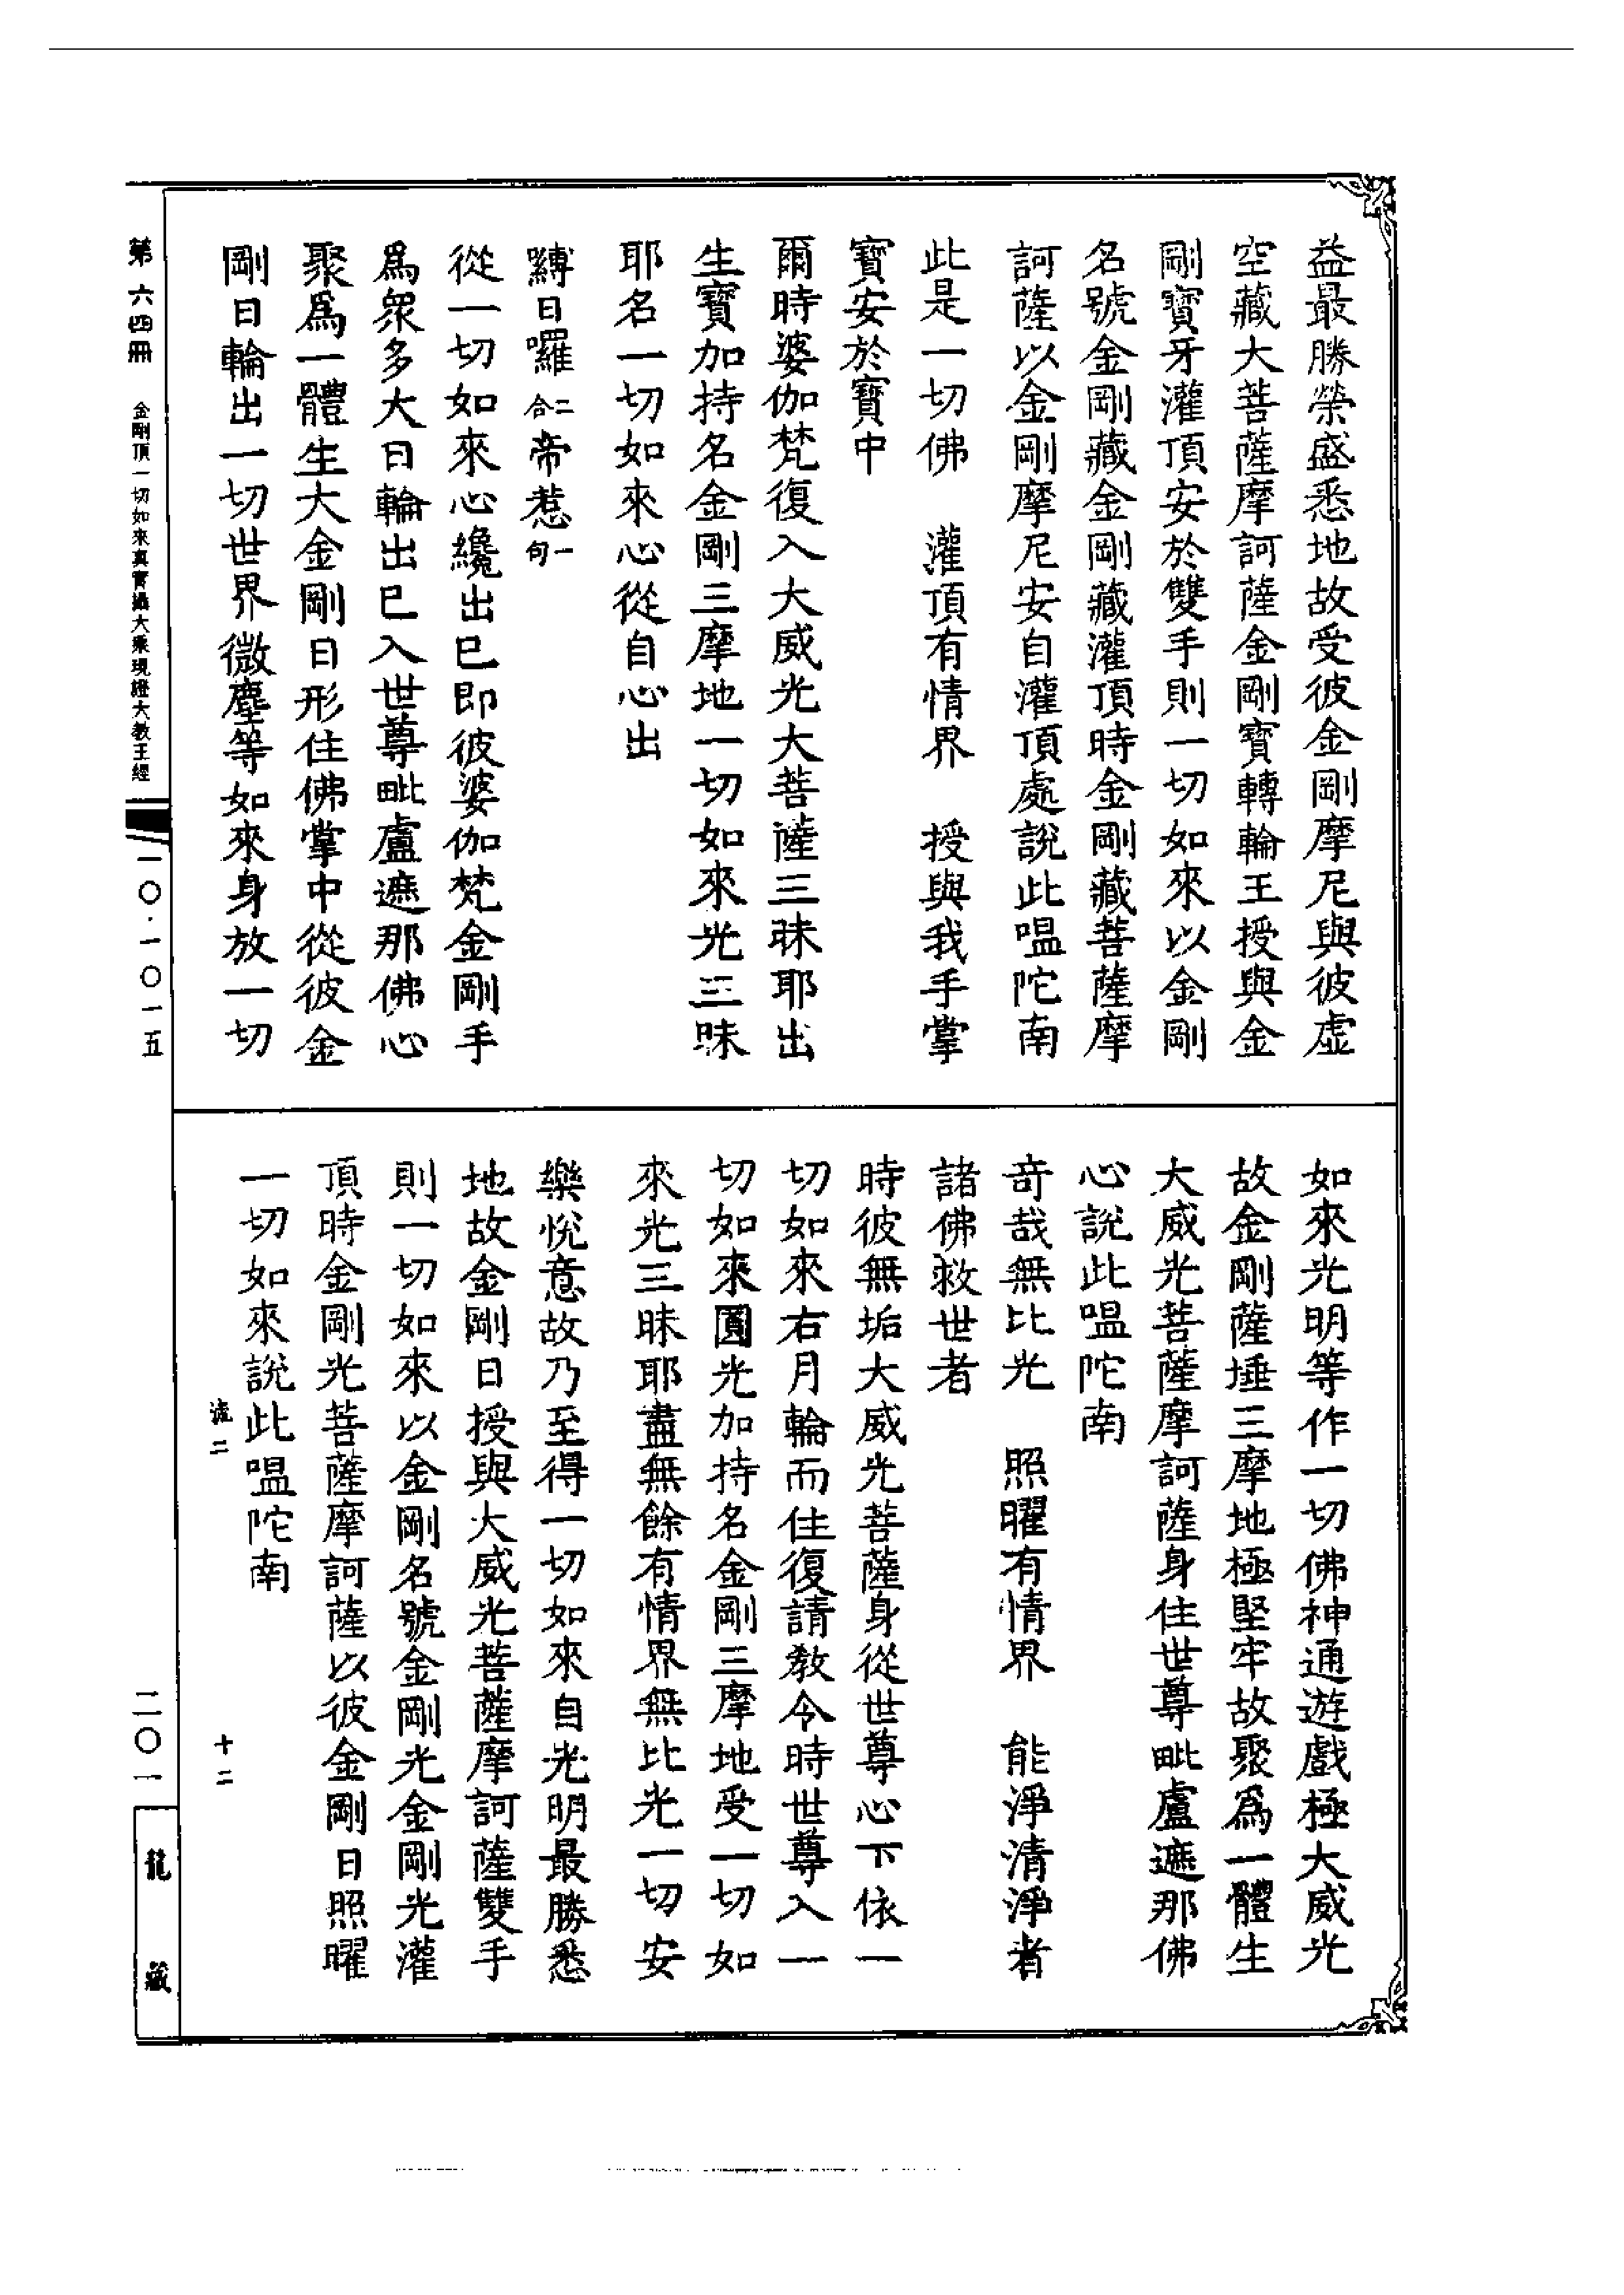 益最勝榮盛悉地故受彼金剛摩尼與彼虛
空藏大菩薩摩訶薩金剛寶轉輪王授與金
剛寶牙灌頂安於雙手則一切如來以金剛
名號金剛藏金剛藏灌頂時金剛藏菩薩摩
訶薩以金剛摩尼安自灌頂處說此嗢陀南
此是一切佛　灌頂有情界　授與我手掌
寶安於寶中
爾時婆伽梵復入大威光大菩薩三昧耶出
生寶加持名金剛三摩地一切如來光三昧
耶名一切如來心從自心出
嚩日囉二合帝惹一句
從一切如來心纔出已即彼婆伽梵金剛手
爲衆多大日輪出已入世尊毗盧遮那佛心
聚爲一體生大金剛日形住佛掌中從彼金
剛日輪出一切世界微塵等如來身放一切
如來光明等作一切佛神通遊戲極大威光
故金剛薩埵三摩地極堅牢故聚爲一體生
大威光菩薩摩訶薩身住世尊毗盧遮那佛
心說此嗢陀南
奇哉無比光　照曜有情界　能淨清淨者
諸佛救世者
時彼無垢大威光菩薩身從世尊心下依一
切如來右月輪而住復請教令時世尊入一
切如來圓光加持名金剛三摩地受一切如
來光三昧耶盡無餘有情界無比光一切安
樂悅意故乃至得一切如來自光明最勝悉
地故金剛日授與大威光菩薩摩訶薩雙手
則一切如來以金剛名號金剛光金剛光灌
頂時金剛光菩薩摩訶薩以彼金剛日照曜
一切如來說此嗢陀南
二　十二
第六四冊　金剛頂一切如來真實攝大乘現證大教王經　一〇·一〇一五　二〇一　龍藏